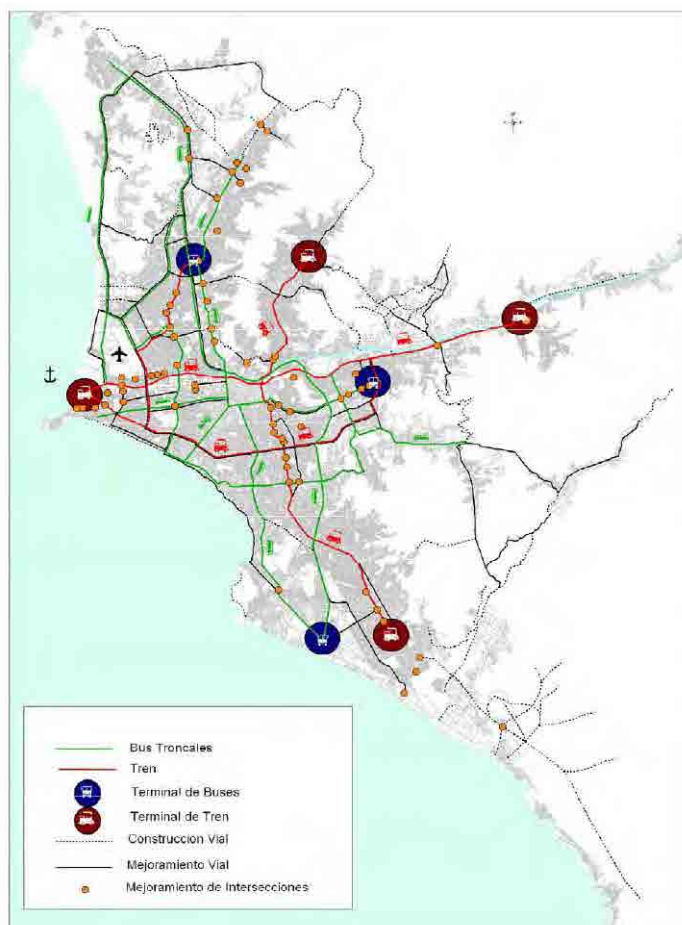 Bus Troncales
Tren
Terminal de Buses
Terminal de Tren
Construccion Vial
Mejoramiento Vial
Mejoramiento de Intersecciones